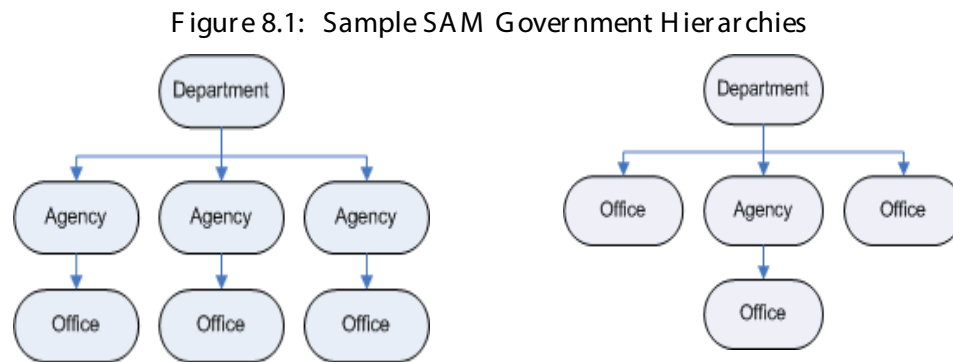 Figure 8.1: Sample SAM Government Hierarchies
Department
Agency
Agency
Agency
Office
Office
Office
Department
Office
Agency
Office
Office